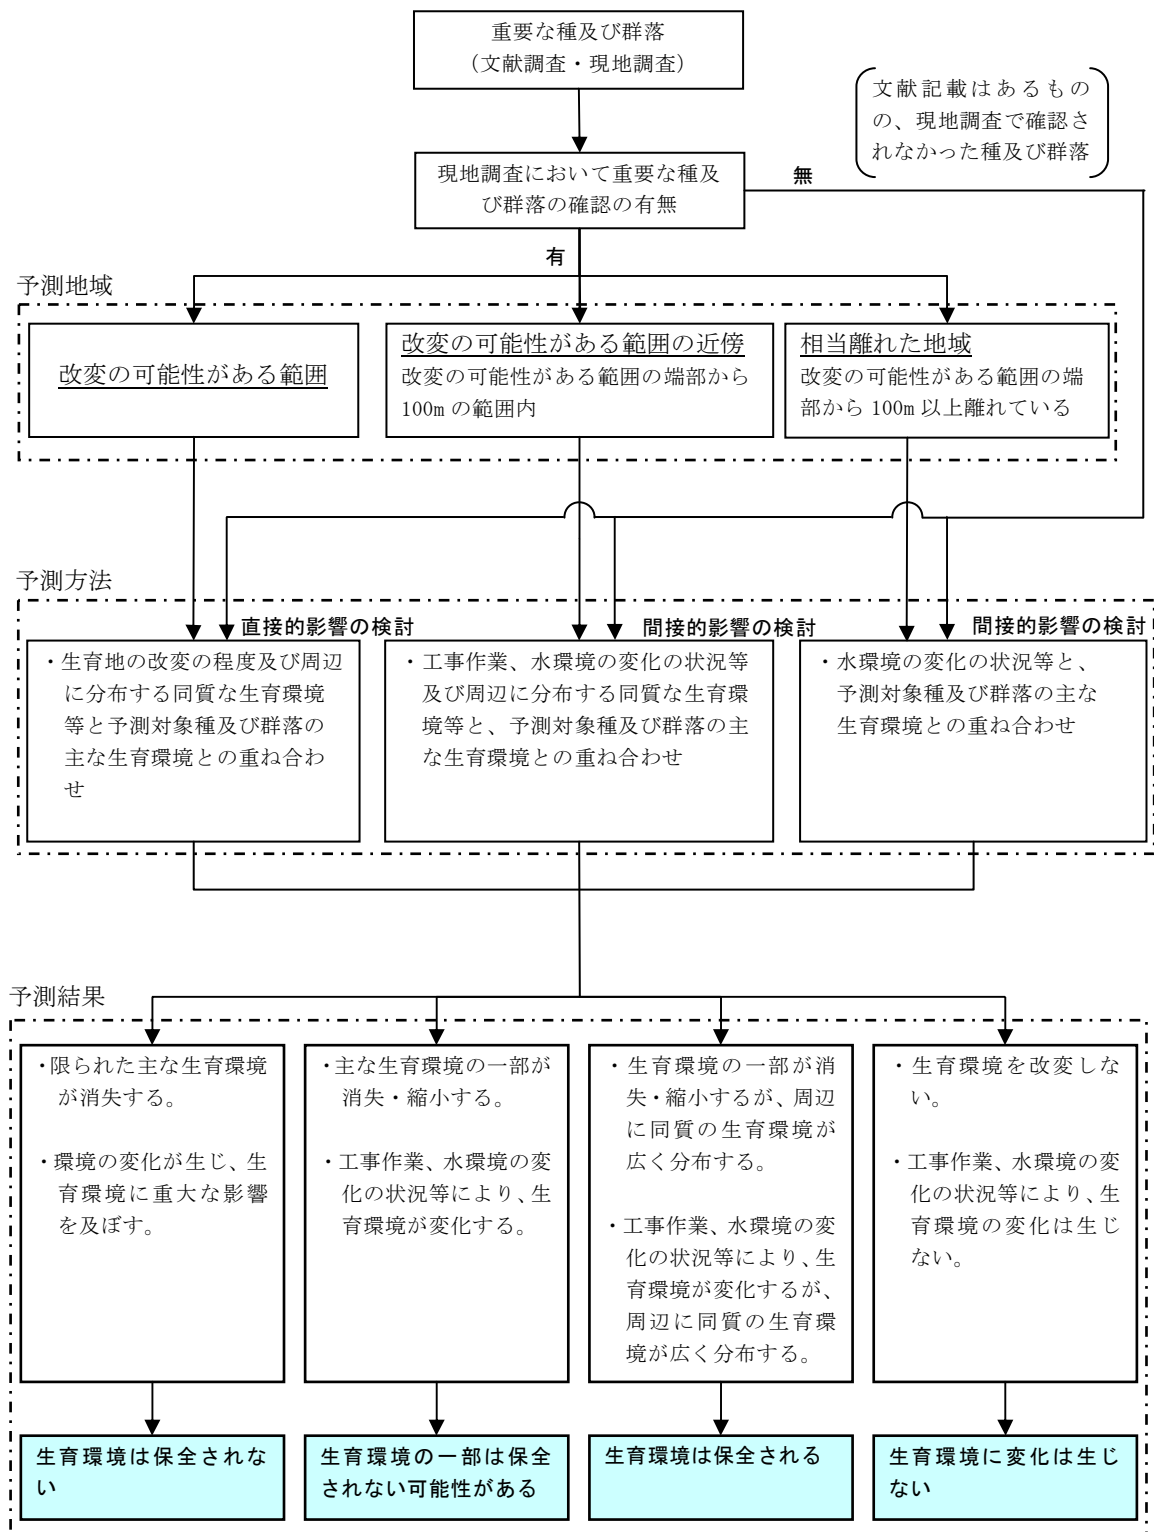 重要な種及び群落
（文献調査・現地調査）
文献記載はあるもの
の、現地調査で確認さ
れなかった種及び群落
現地調査において重要な種及
び群落の確認の有無
無
有
予測地域
改変の可能性がある範囲
改変の可能性がある範囲の近傍
改変の可能性がある範囲の端部から
100m の範囲内
相当離れた地域
改変の可能性がある範囲の端
部から 100m 以上離れている
予測方法
直接的影響の検討
・生育地の改変の程度及び周辺
に分布する同質な生育環境
等と予測対象種及び群落の
主な生育環境との重ね合わ
せ
間接的影響の検討
・工事作業、水環境の変化の状況等
及び周辺に分布する同質な生育環
境等と、予測対象種及び群落の主
な生育環境との重ね合わせ
間接的影響の検討
・水環境の変化の状況等と、
予測対象種及び群落の主な
生育環境との重ね合わせ
予測結果
・限られた主な生育環境
が消失する。
・環境の変化が生じ、生
育環境に重大な影響
を及ぼす。
・主な生育環境の一部が
消失・縮小する。
・工事作業、水環境の変
化の状況等により、生
育環境が変化する。
・生育環境の一部が消
失・縮小するが、周辺
に同質の生育環境が
広く分布する。
・工事作業、水環境の変
化の状況等により、生
育環境が変化するが、
周辺に同質の生育環
境が広く分布する。
・生育環境を改変しな
い。
・工事作業、水環境の変
化の状況等により、生
育環境の変化は生じ
ない。
生育環境は保全されな
い
生育環境の一部は保全
されない可能性がある
生育環境は保全される
生育環境に変化は生じ
ない